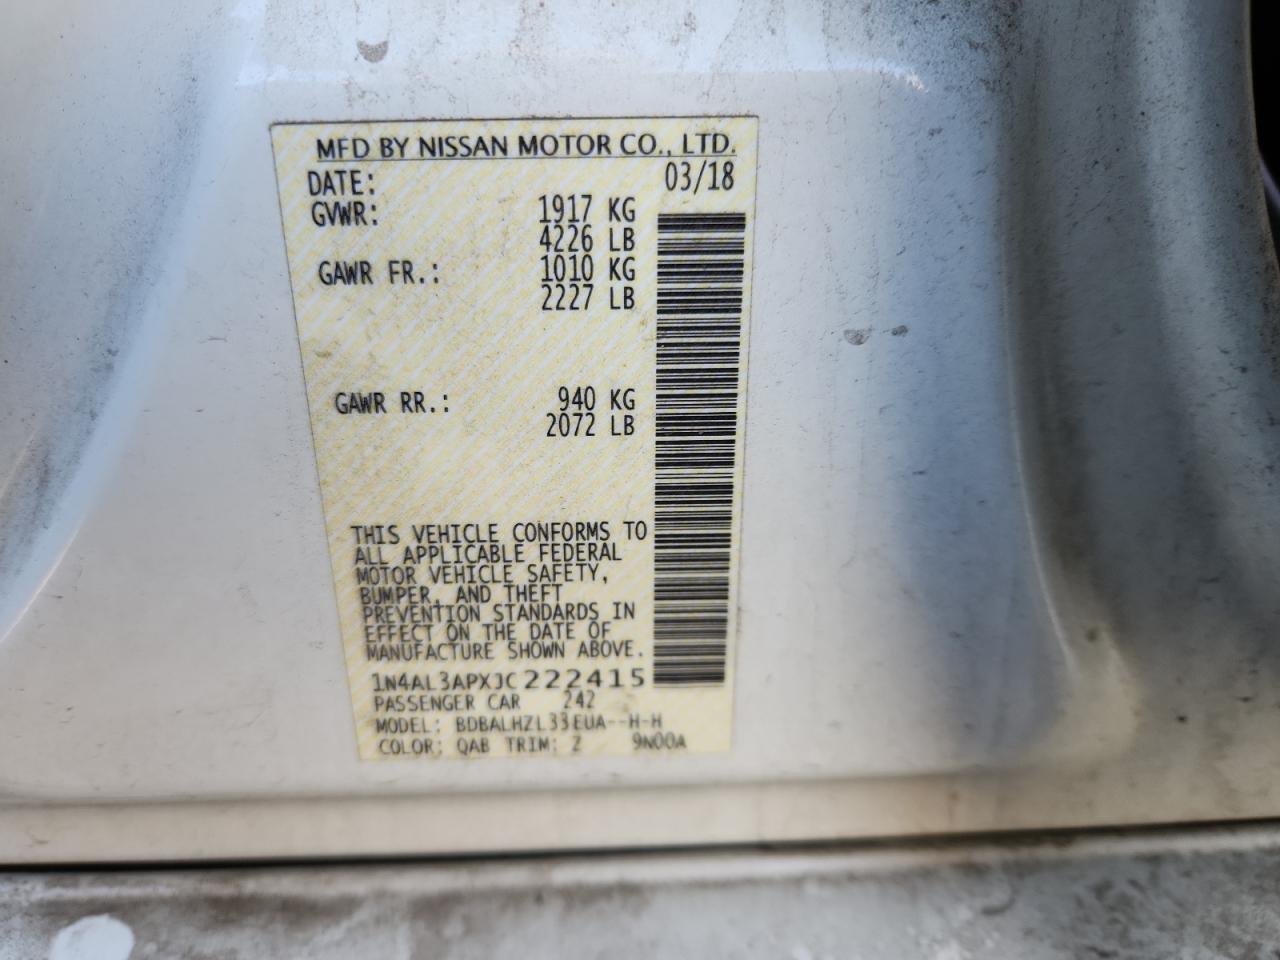 MFD BY NISSAN MOTOR CO., LTD.
DATE: 03/18
GVWR: 1917 KG
4226 LB
GAWR FR.: 1010 KG
2227 LB
GAWR RR.: 940 KG
2072 LB
THIS VEHICLE CONFORMS TO
ALL APPLICABLE FEDERAL
MOTOR VEHICLE SAFETY,
BUMPER, AND THEFT
PREVENTION STANDARDS IN
EFFECT ON THE DATE OF
MANUFACTURE SHOWN ABOVE.
1N4AL3APXJC222415
PASSENGER CAR 242
MODEL: BDBALHZL33EUA--H-H
COLOR: QAB TRIM: Z 9N00A